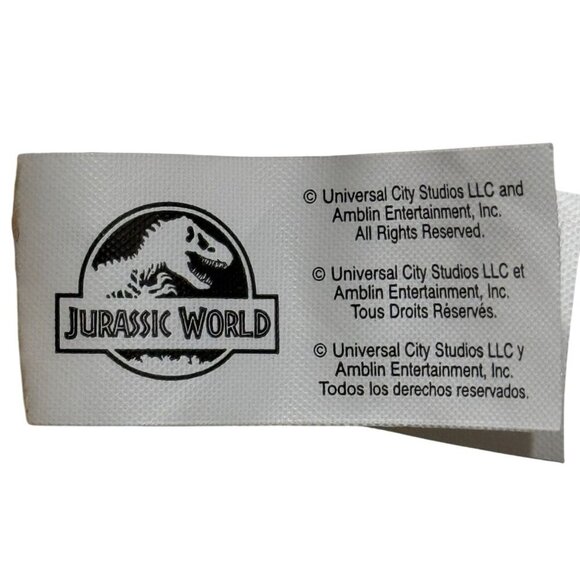 JURASSIC WORLD
© Universal City Studios LLC and
Amblin Entertainment, Inc.
All Rights Reserved.
© Universal City Studios LLC et
Amblin Entertainment, Inc.
Tous Droits Réservés.
© Universal City Studios LLC y
Amblin Entertainment, Inc.
Todos los derechos reservados.